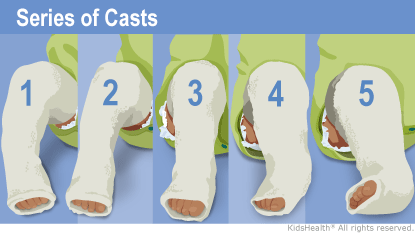 Series of Casts
1 2 3 4 5
KidsHealth® All rights reserved.